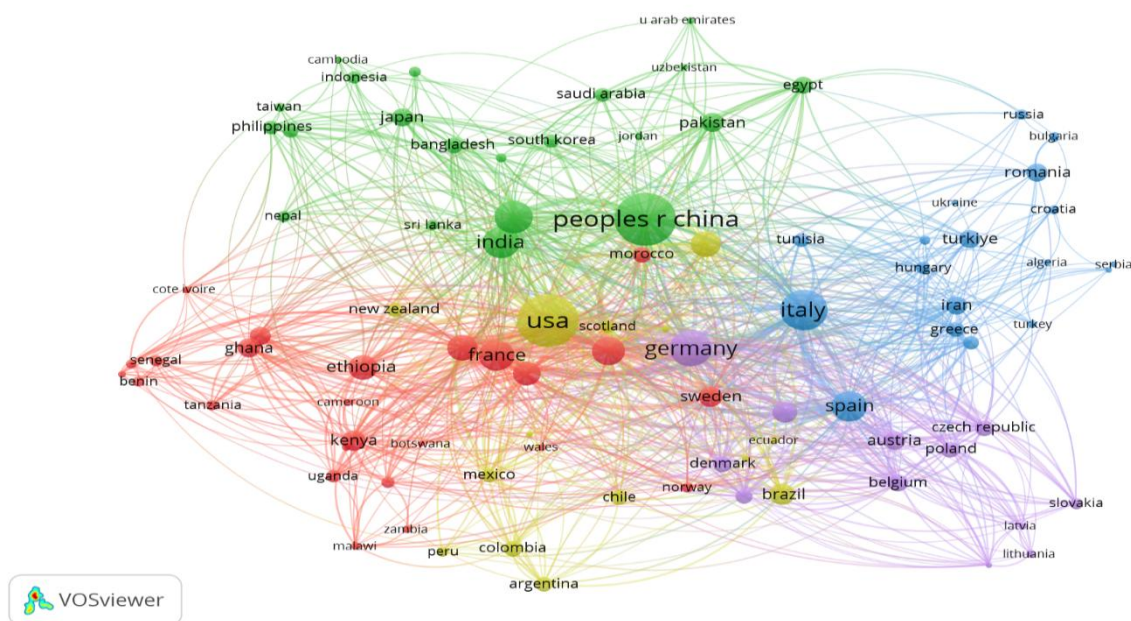 u arab emirates
cambodia
uzbekistan
indonesia
egypt
saudi arabia
taiwan
russia
japan
pakistan
philippines
bulgaria
south korea
jordan
bangladesh
romania
ukraine
croatia
nepal
peoples r china
sri lanka
india
tunisia
turkiye
morocco
hungary
algeria
serbia
cote ivoire
iran
new zealand
italy
usa
scotland
turkey
greece
ghana
germany
france
senegal
ethiopia
benin
sweden
cameroon
tanzania
spain
czech republic
kenya
botswana
wales
ecuador
austria
poland
denmark
uganda
mexico
belgium
norway
brazil
chile
slovakia
zambia
latvia
malawi
peru
colombia
lithuania
argentina
VOSviewer